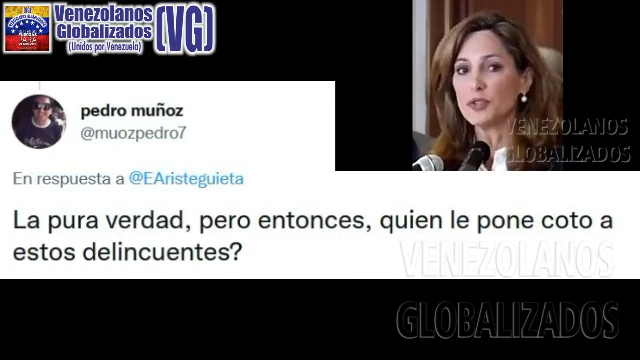 Venezolanos
Globalizados
(Unidos por Venezuela)
(VG)
pedro muñoz
@muozpedro7
En respuesta a @EAristeguieta
La pura verdad, pero entonces, quien le pone coto a
estos delincuentes?
VENEZOLANOS
GLOBALIZADOS
VENEZOLANOS
GLOBALIZADOS